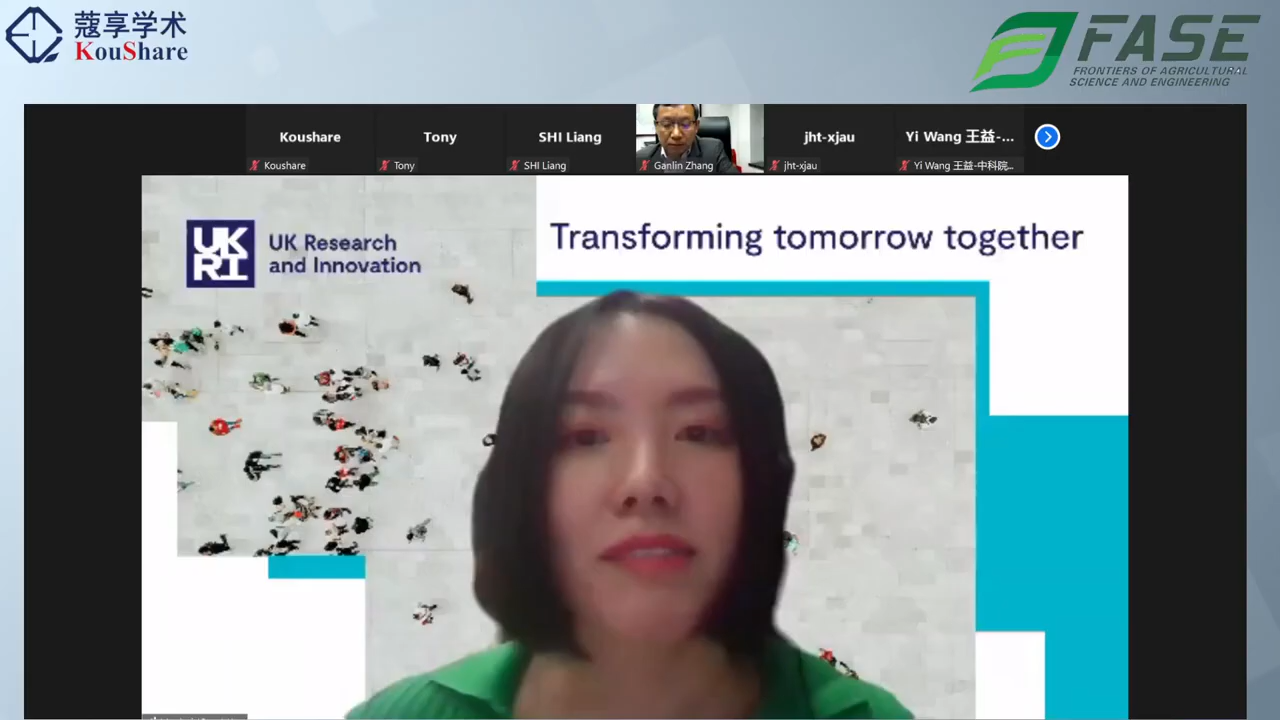 蔻享学术
KouShare
FASE
FRONTIERS OF AGRICULTURAL
SCIENCE AND ENGINEERING
Koushare
Tony
SHI Liang
jht-xjau
Yi Wang 王益-...
Koushare
Tony
SHI Liang
Ganlin Zhang
jht-xjau
Yi Wang 王益-中科院...
UK
RI
UK Research
and Innovation
Transforming tomorrow together